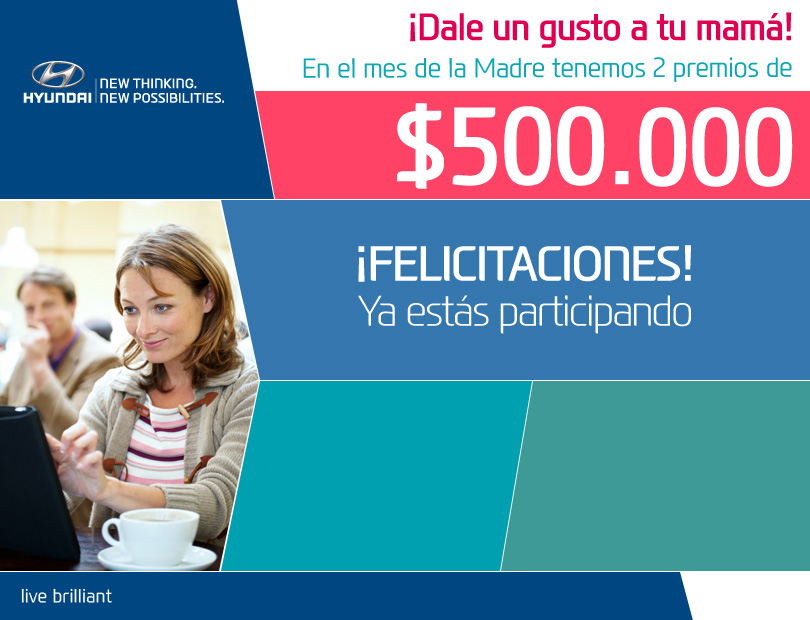 ¡Dale un gusto a tu mamá!
En el mes de la Madre tenemos 2 premios de
$500.000
HYUNDAI
NEW THINKING.
NEW POSSIBILITIES.
¡FELICITACIONES!
Ya estás participando
live brilliant